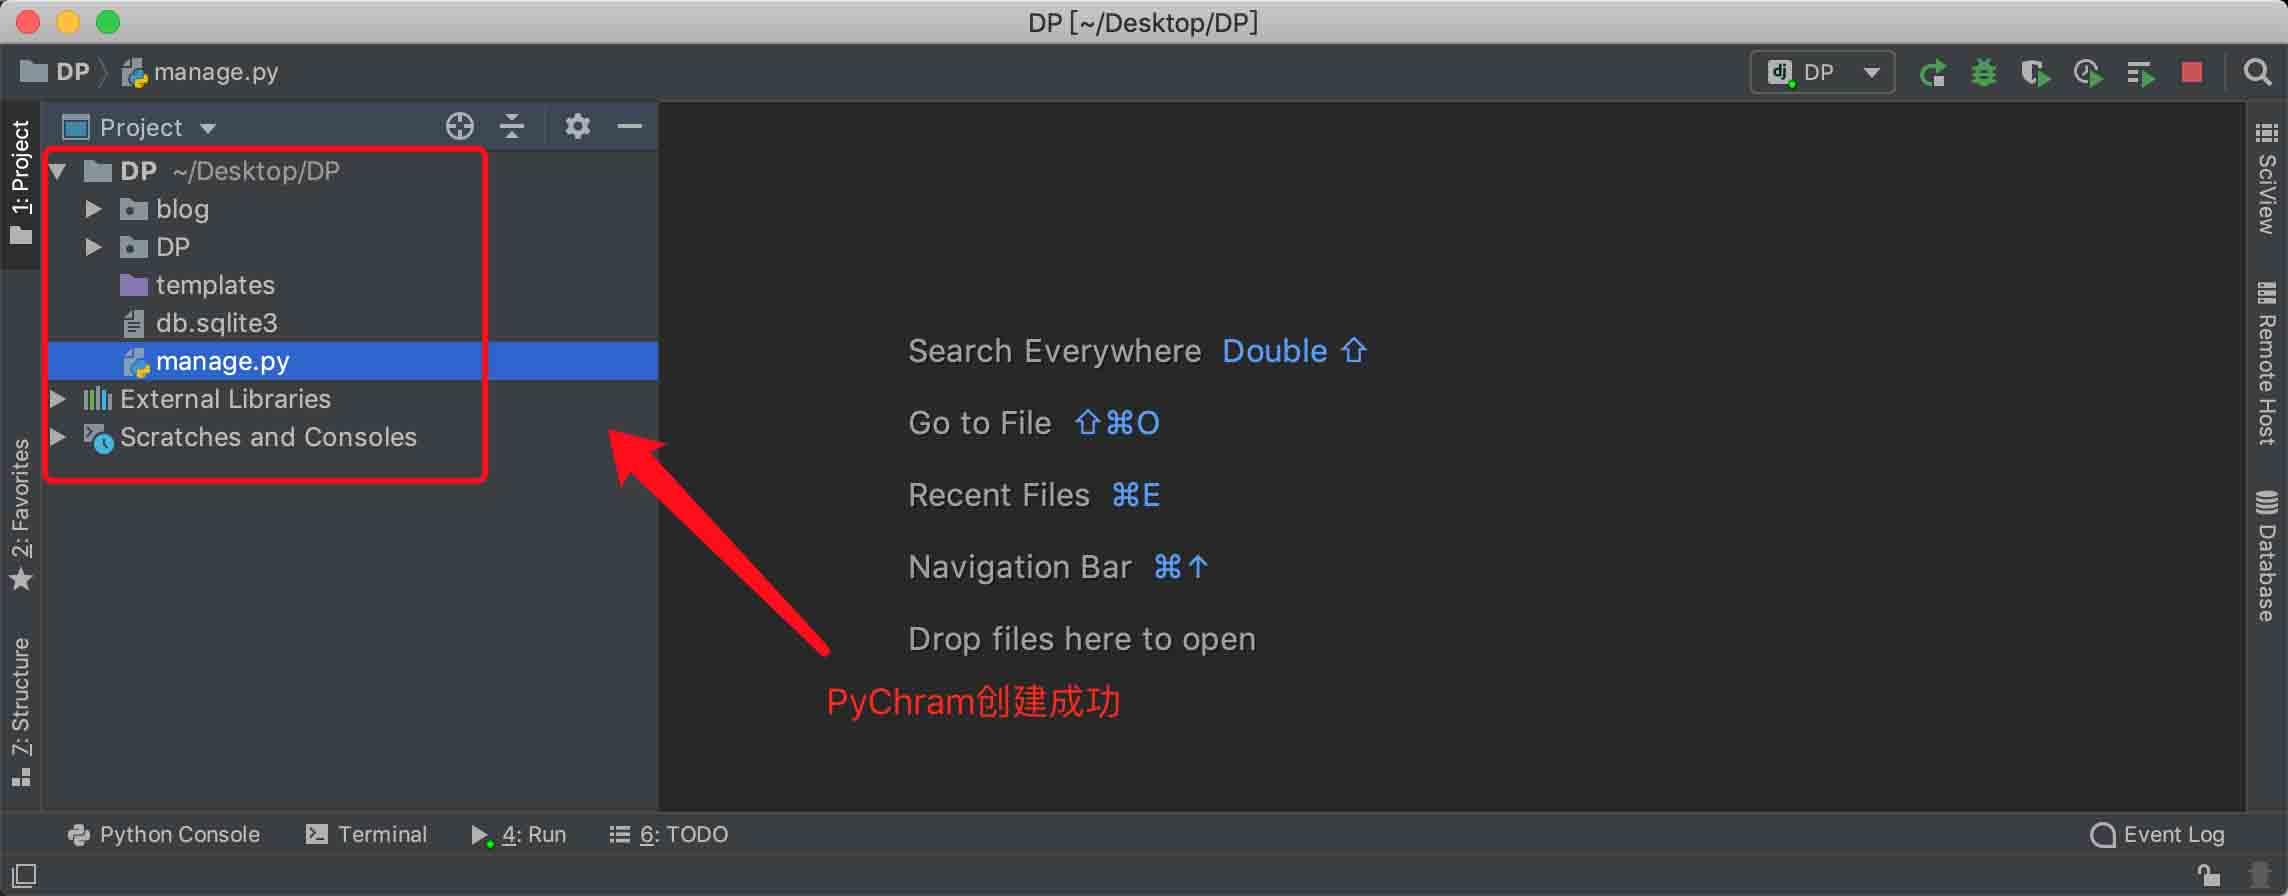 DP [~/Desktop/DP]
DP manage.py
DP
1: Project
Project
DP ~/Desktop/DP
blog
DP
templates
db.sqlite3
manage.py
External Libraries
Scratches and Consoles
2: Favorites
7: Structure
Search Everywhere Double ⇧
Go to File ⇧⌘O
Recent Files ⌘E
Navigation Bar ⌘↑
Drop files here to open
PyChram创建成功
SciView
Remote Host
Database
Python Console Terminal 4: Run 6: TODO Event Log